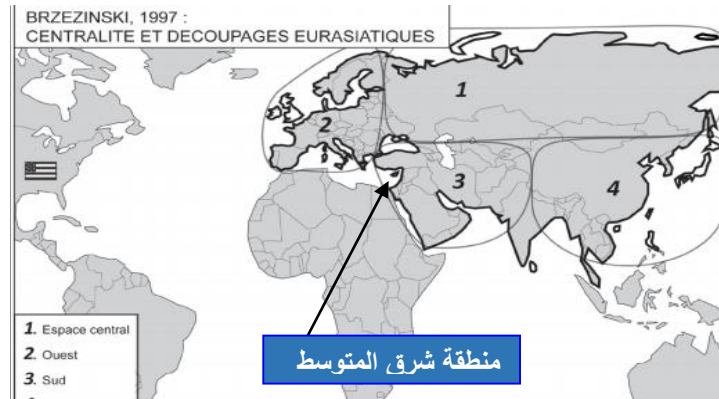 BRZEZINSKI, 1997 :
CENTRALITE ET DECOUPAGES EURASIATIQUES
1
2
3
4
منطقة شرق المتوسط
1. Espace central
2. Ouest
3. Sud